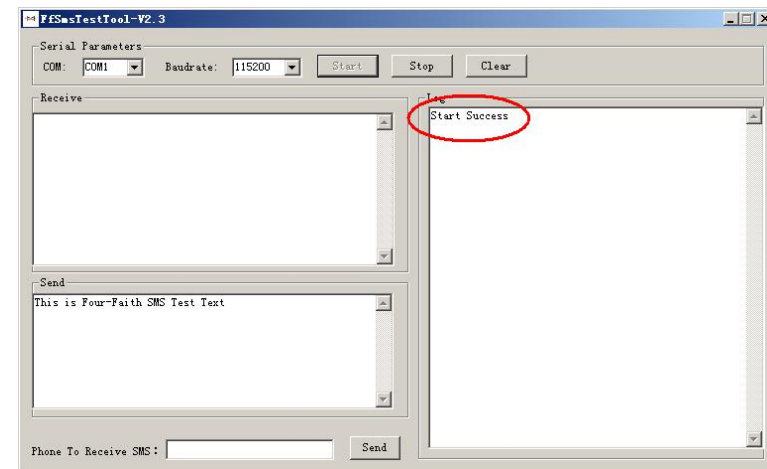 FfSmsTestTool-V2.3
Serial Parameters
COM: COM1 Baudrate: 115200 Start Stop Clear
Receive
Log
Start Success
Send
This is Four-Faith SMS Test Text
Phone To Receive SMS: Send